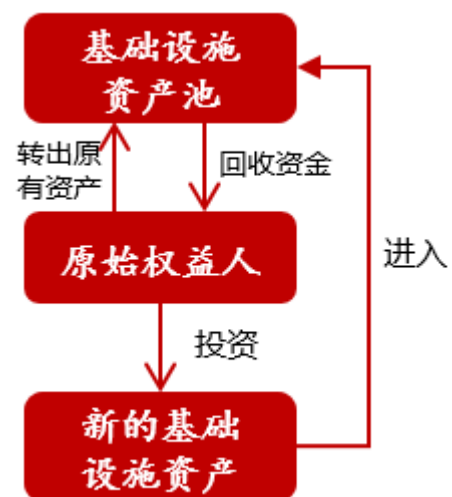 基础设施
资产池
转出原
有资产
回收资金
原始权益人
进入
投资
新的基础
设施资产